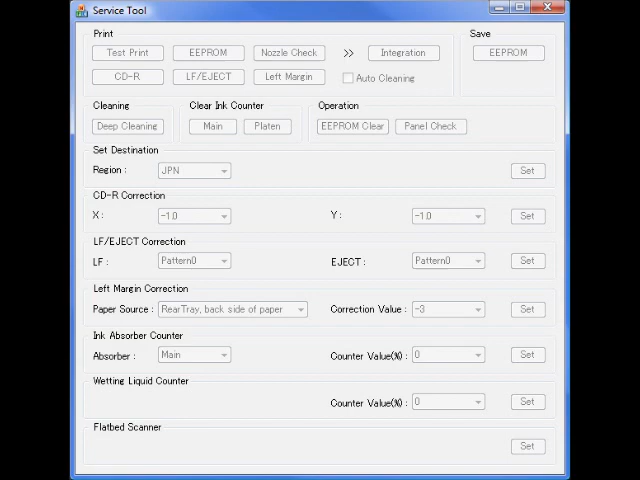 Service Tool
Print
Save
Test Print EEPROM Nozzle Check >> Integration EEPROM
CD-R LF/EJECT Left Margin Auto Cleaning
Cleaning Clear Ink Counter Operation
Deep Cleaning Main Platen EEPROM Clear Panel Check
Set Destination
Region : JPN Set
CD-R Correction
X : -1.0 Y : -1.0 Set
LF/EJECT Correction
LF : Pattern0 EJECT : Pattern0 Set
Left Margin Correction
Paper Source : RearTray, back side of paper Correction Value : -3 Set
Ink Absorber Counter
Absorber : Main Counter Value(%) : 0 Set
Wetting Liquid Counter
Counter Value(%) : 0 Set
Flatbed Scanner
Set